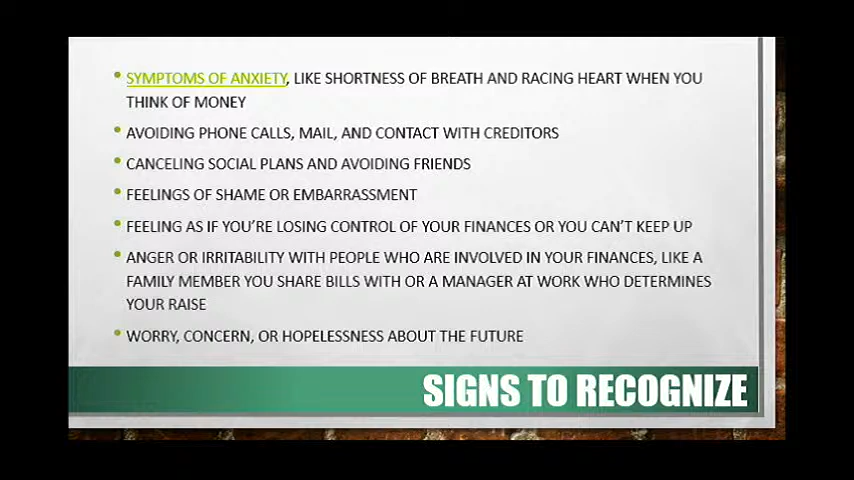 • SYMPTOMS OF ANXIETY, LIKE SHORTNESS OF BREATH AND RACING HEART WHEN YOU
THINK OF MONEY
• AVOIDING PHONE CALLS, MAIL, AND CONTACT WITH CREDITORS
• CANCELING SOCIAL PLANS AND AVOIDING FRIENDS
• FEELINGS OF SHAME OR EMBARRASSMENT
• FEELING AS IF YOU'RE LOSING CONTROL OF YOUR FINANCES OR YOU CAN'T KEEP UP
• ANGER OR IRRITABILITY WITH PEOPLE WHO ARE INVOLVED IN YOUR FINANCES, LIKE A
FAMILY MEMBER YOU SHARE BILLS WITH OR A MANAGER AT WORK WHO DETERMINES
YOUR RAISE
• WORRY, CONCERN, OR HOPELESSNESS ABOUT THE FUTURE
SIGNS TO RECOGNIZE